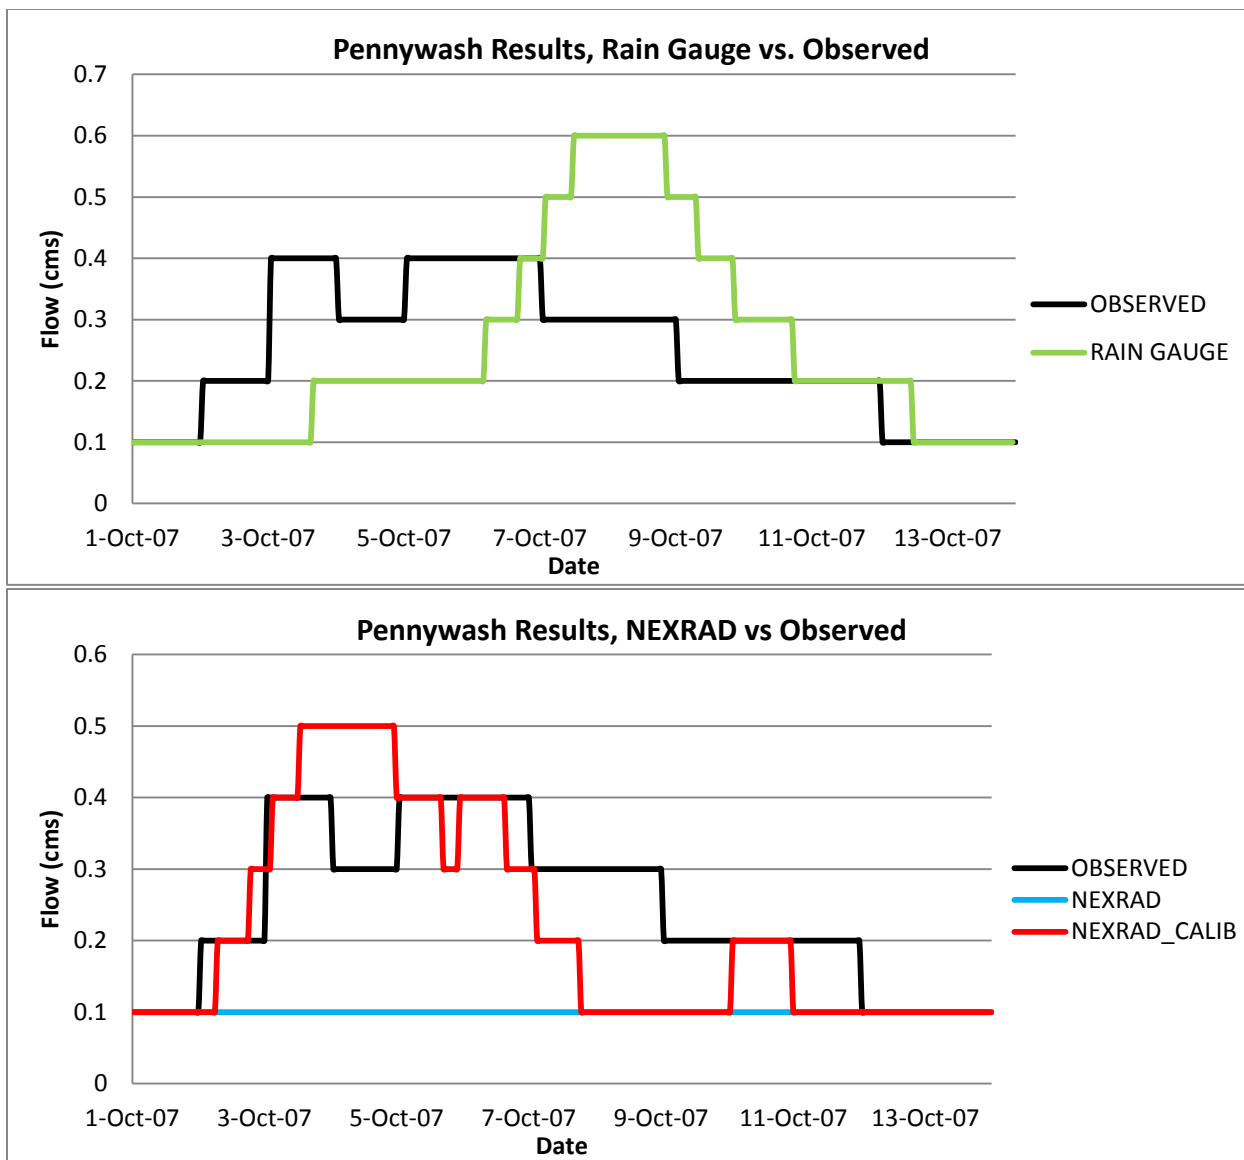 Pennywash Results, Rain Gauge vs. Observed
0.7
0.6
0.5
0.4
0.3
0.2
0.1
0
Flow (cms)
1-Oct-07 3-Oct-07 5-Oct-07 7-Oct-07 9-Oct-07 11-Oct-07 13-Oct-07
Date
OBSERVED
RAIN GAUGE
Pennywash Results, NEXRAD vs Observed
0.6
0.5
0.4
0.3
0.2
0.1
0
Flow (cms)
1-Oct-07 3-Oct-07 5-Oct-07 7-Oct-07 9-Oct-07 11-Oct-07 13-Oct-07
Date
OBSERVED
NEXRAD
NEXRAD_CALIB